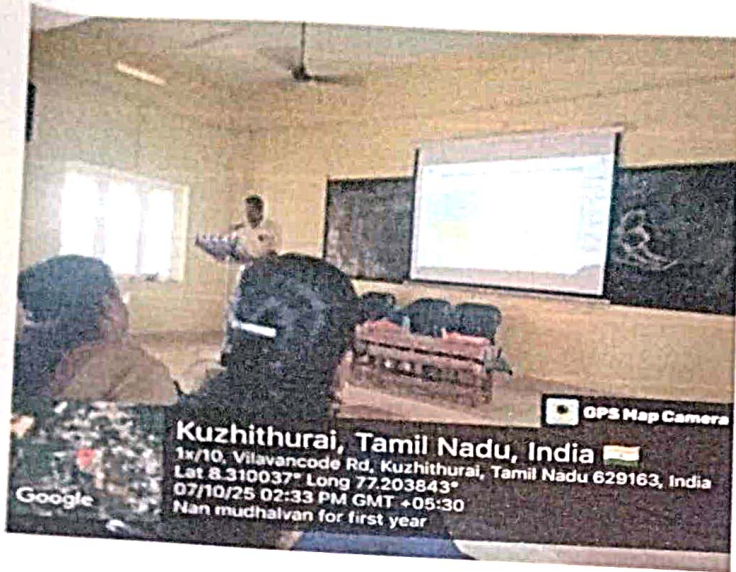 GPS Map Camera
Kuzhithurai, Tamil Nadu, India
1x/10, Vilavancode Rd, Kuzhithurai, Tamil Nadu 629163, India
Lat 8.310037° Long 77.203843°
07/10/25 02:33 PM GMT +05:30
Nan mudhalvan for first year
Google